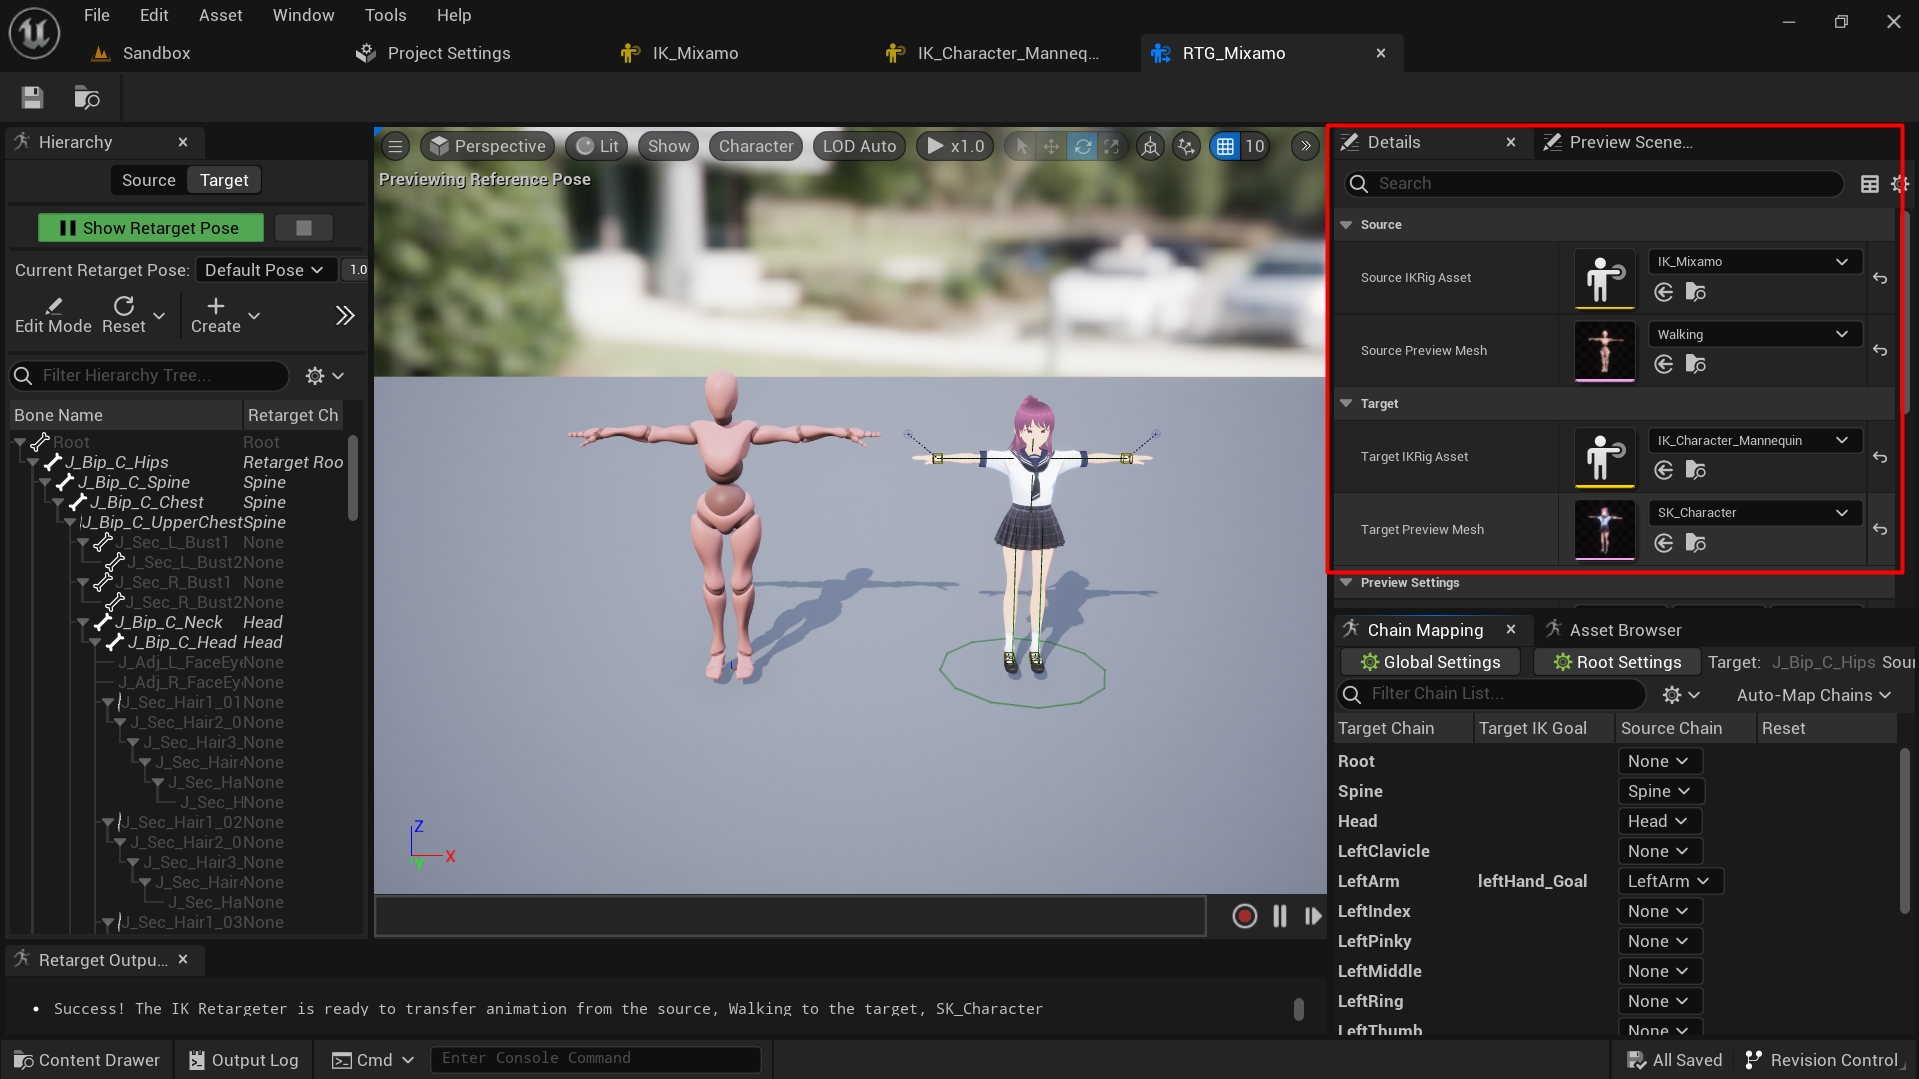 File Edit Asset Window Tools Help
Sandbox Project Settings IK_Mixamo IK_Character_Manneq... RTG_Mixamo
Hierarchy
Source Target
Show Retarget Pose
Current Retarget Pose: Default Pose 1.0
Edit Mode Reset Create
Filter Hierarchy Tree...
Bone Name Retarget Ch
Root Root
J_Bip_C_Hips Retarget Roo
J_Bip_C_Spine Spine
J_Bip_C_Chest Spine
J_Bip_C_UpperChest Spine
J_Sec_L_Bust1 None
J_Sec_L_Bust2 None
J_Sec_R_Bust1 None
J_Sec_R_Bust2 None
J_Bip_C_Neck Head
J_Bip_C_Head Head
J_Adj_L_FaceEy None
J_Adj_R_FaceEy None
J_Sec_Hair1_01 None
J_Sec_Hair2_0 None
J_Sec_Hair3_ None
J_Sec_Hair None
J_Sec_Ha None
J_Sec_H None
J_Sec_Hair1_02 None
J_Sec_Hair2_0 None
J_Sec_Hair3_ None
J_Sec_Hair None
J_Sec_Ha None
J_Sec_Hair1_03 None
Perspective Lit Show Character LOD Auto x1.0 10
Previewing Reference Pose
Z
X
Y
Details Preview Scene...
Search
Source
Source IKRig Asset IK_Mixamo
Source Preview Mesh Walking
Target
Target IKRig Asset IK_Character_Mannequin
Target Preview Mesh SK_Character
Preview Settings
Chain Mapping Asset Browser
Global Settings Root Settings Target: J_Bip_C_Hips Sour
Filter Chain List... Auto-Map Chains
Target Chain Target IK Goal Source Chain Reset
Root None
Spine Spine
Head Head
LeftClavicle None
LeftArm leftHand_Goal LeftArm
LeftIndex None
LeftPinky None
LeftMiddle None
LeftRing None
LeftThumb None
Retarget Outpu...
• Success! The IK Retargeter is ready to transfer animation from the source, Walking to the target, SK_Character
Content Drawer Output Log Cmd Enter Console Command All Saved Revision Control